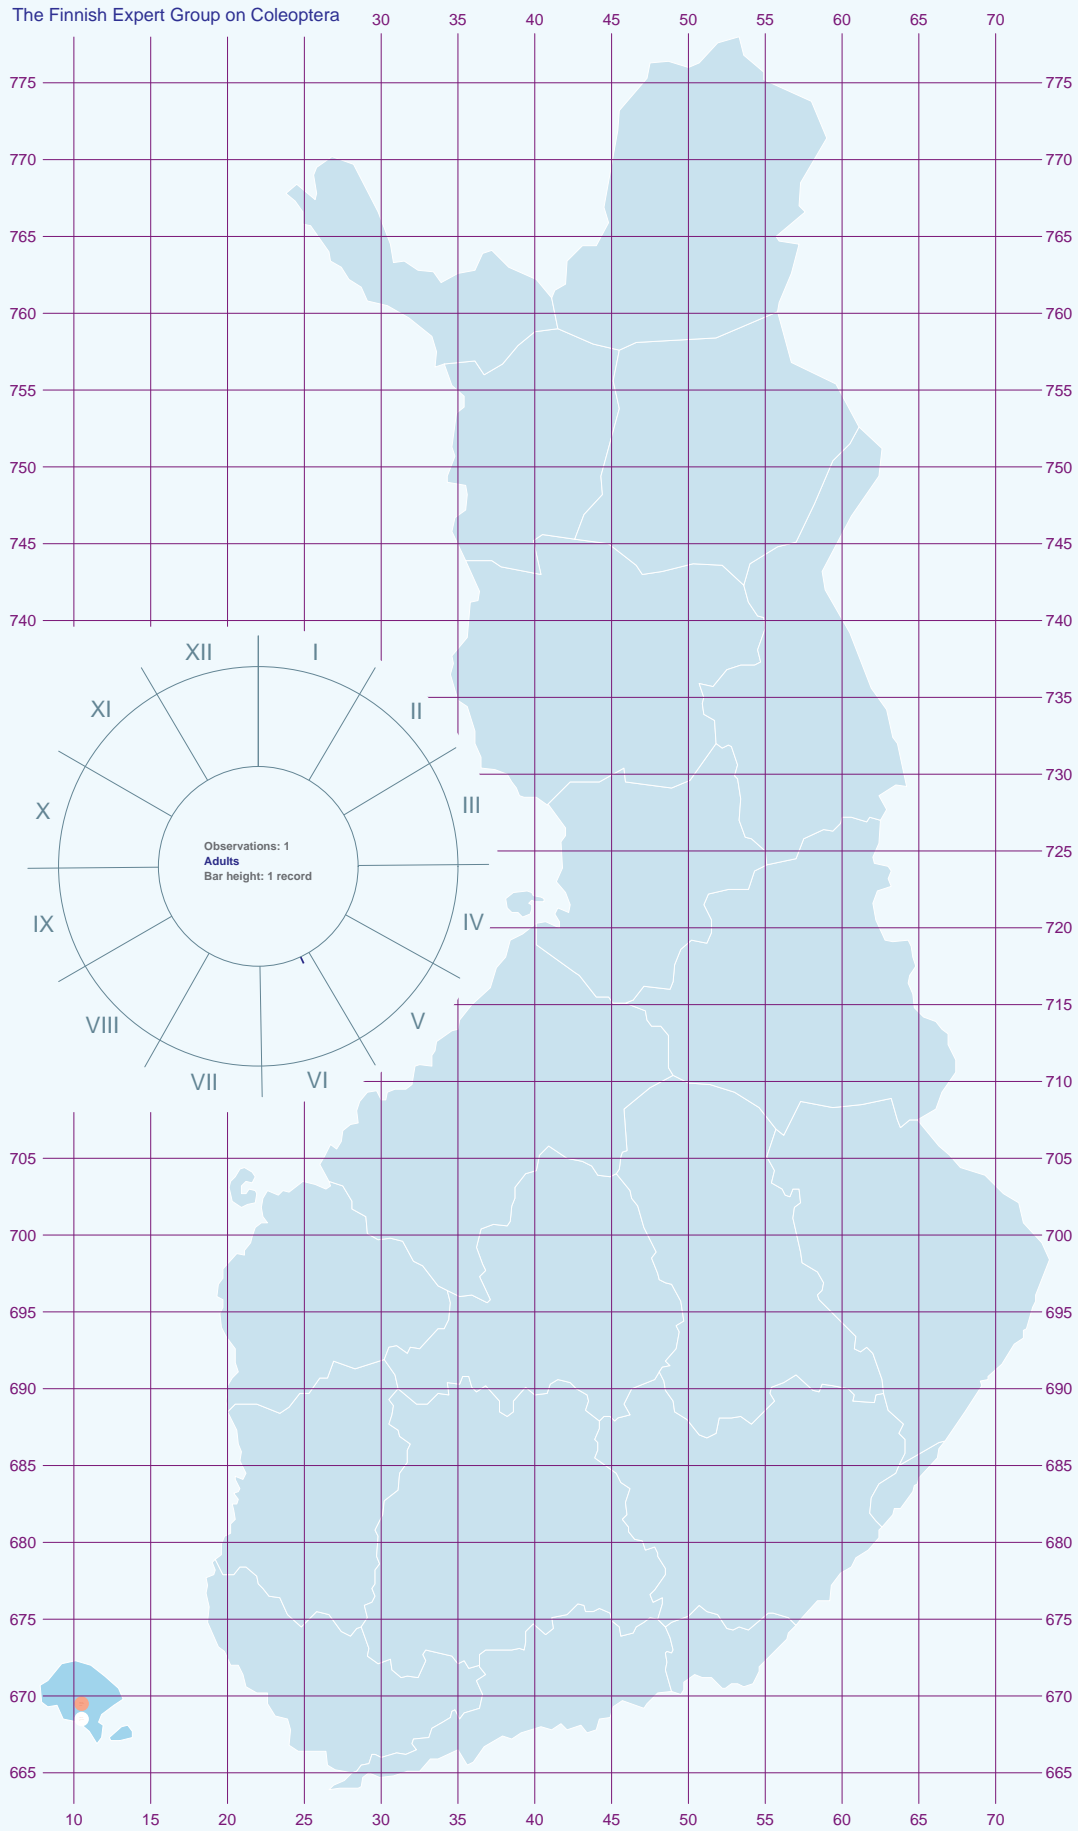 The Finnish Expert Group on Coleoptera
30 35 40 45 50 55 60 65 70
775 775
770 770
765 765
760 760
755 755
750 750
745 745
740 740
XII I
XI II
735
730
X III
Observations: 1
Adults
Bar height: 1 record
725
IX IV
720
VIII V
715
VII VI
710
705 705
700 700
695 695
690 690
685 685
680 680
675 675
670 670
665 665
10 15 20 25 30 35 40 45 50 55 60 65 70